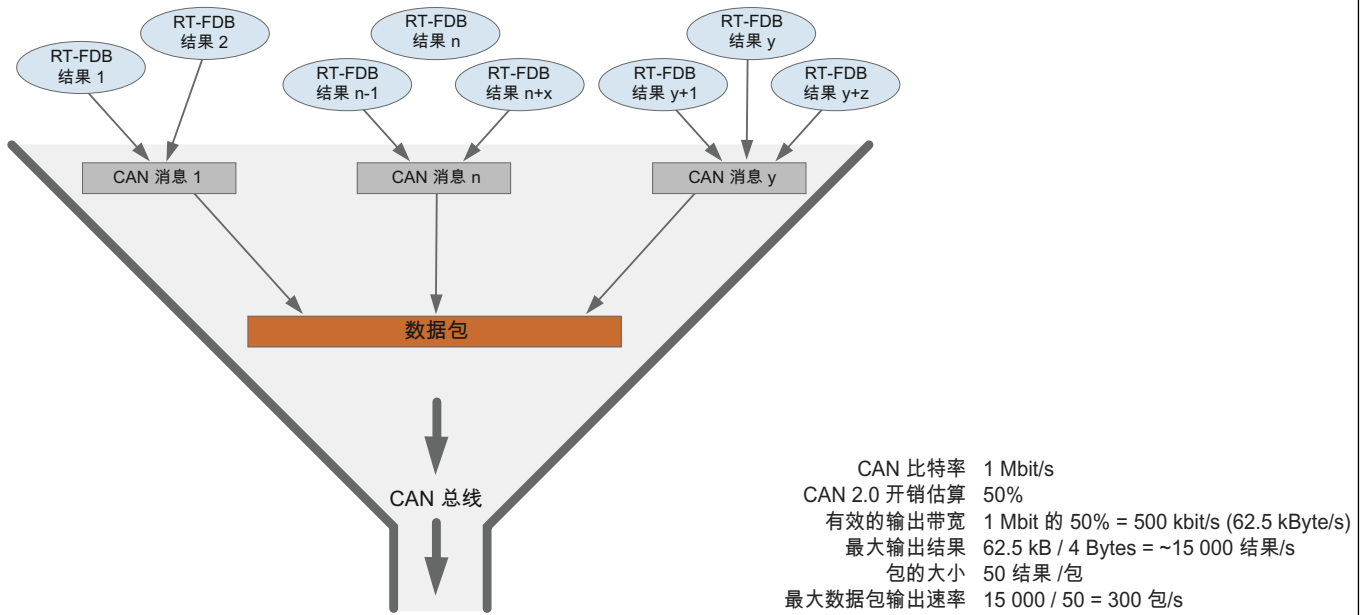 RT-FDB
结果 1
RT-FDB
结果 2
RT-FDB
结果 n-1
RT-FDB
结果 n
RT-FDB
结果 n+x
RT-FDB
结果 y+1
RT-FDB
结果 y
RT-FDB
结果 y+z
CAN 消息 1
CAN 消息 n
CAN 消息 y
数据包
CAN 总线
CAN 比特率 1 Mbit/s
CAN 2.0 开销估算 50%
有效的输出带宽 1 Mbit 的 50% = 500 kbit/s (62.5 kByte/s)
最大输出结果 62.5 kB / 4 Bytes = ~15 000 结果/s
包的大小 50 结果 /包
最大数据包输出速率 15 000 / 50 = 300 包/s